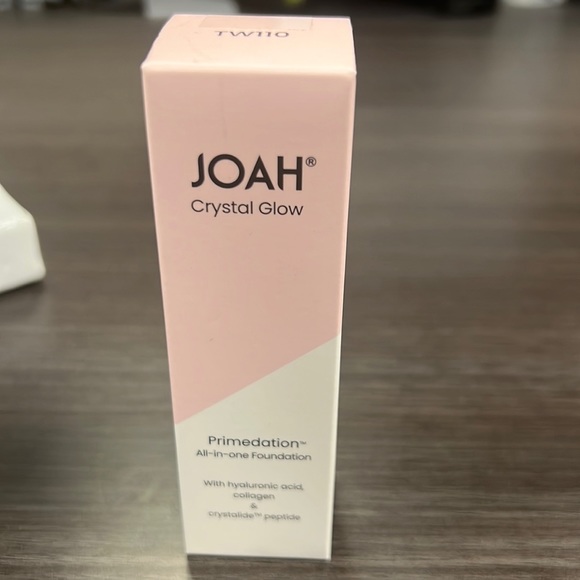 TW110
JOAH®
Crystal Glow
Primedation™
All-in-one Foundation
With hyaluronic acid,
collagen
&
crystalide™ peptide